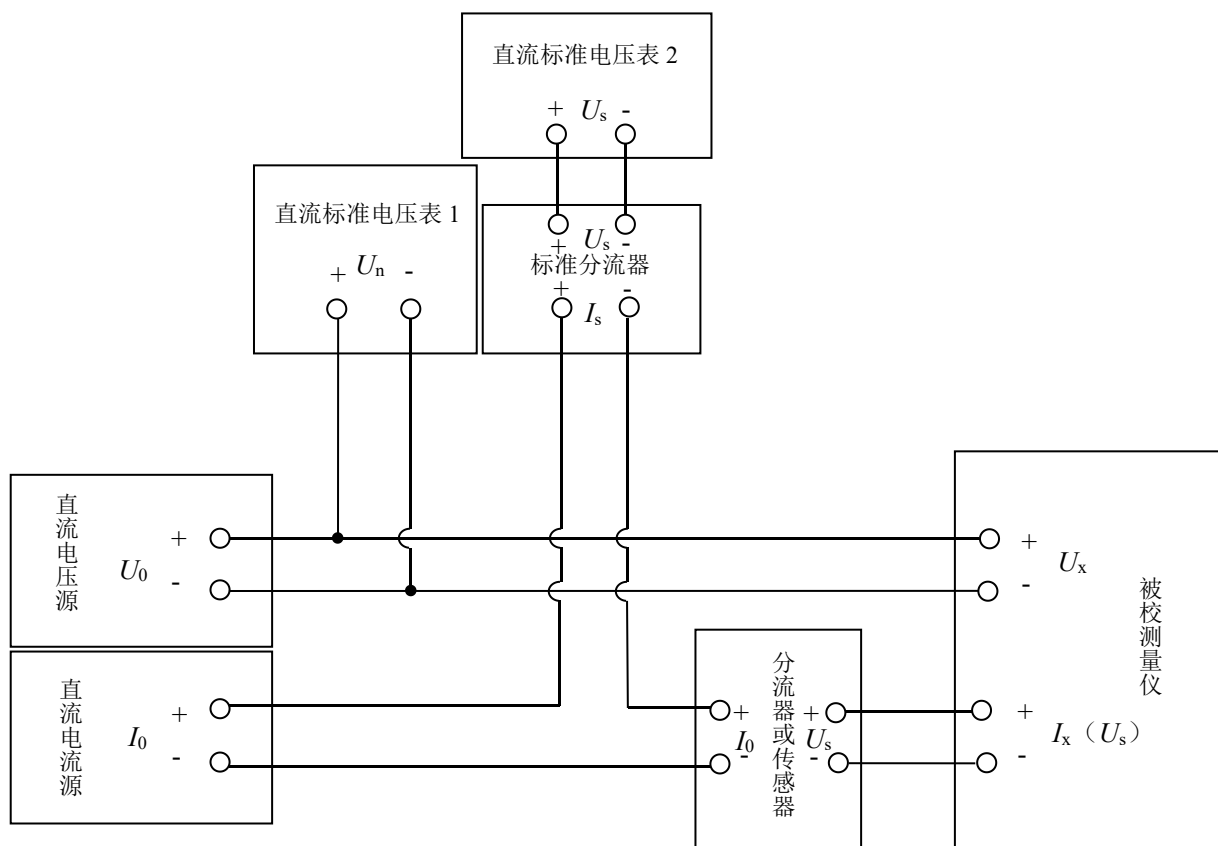 直流标准电压表 2
+ Us -
直流标准电压表 1
+ Un -
+ Us -
标准分流器
+ -
Is
直流电压源
U0
+
-
+
-
Ux
被校测量仪
直流电流源
I0
+
-
分流器或传感器
+
I0
-
+
Us
-
+
Ix（Us）
-